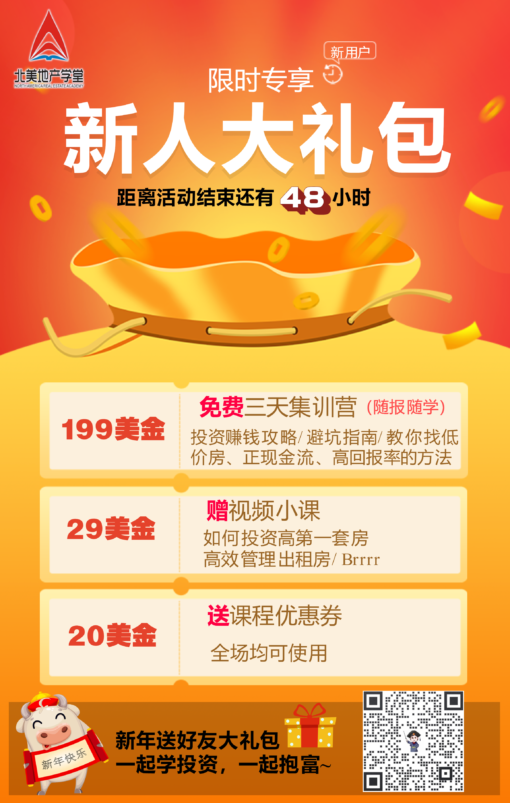 北美地产学堂
NORTH AMERICA REAL ESTATE ACADEMY
新用户
限时专享
新人大礼包
距离活动结束还有 48 小时
199美金
免费三天集训营（随报随学）
投资赚钱攻略/避坑指南/教你找低
价房、正现金流、高回报率的方法
29美金
赠视频小课
如何投资高第一套房
高效管理出租房/Brrrr
20美金
送课程优惠券
全场均可使用
新年快乐
新年送好友大礼包
一起学投资，一起抱富~